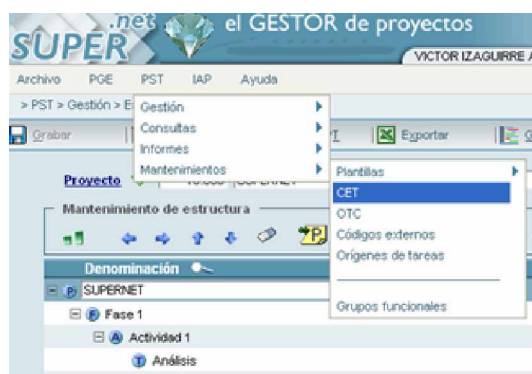 SUPER.net el GESTOR de proyectos
VICTOR IZAGUIRRE A
Archivo PGE PST IAP Ayuda
> PST > Gestión > E
Gestión
Consultas
Informes
Mantenimientos
Grabar
Exportar
Plantillas
CET
OTC
Códigos externos
Orígenes de tareas
Grupos funcionales
Proyecto
Mantenimiento de estructura
Denominación
P SUPERNET
F Fase 1
A Actividad 1
T Análisis